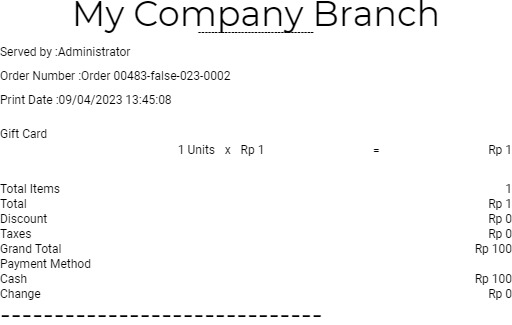 My Company Branch
--------------------------------
Served by :Administrator
Order Number :Order 00483-false-023-0002
Print Date :09/04/2023 13:45:08
Gift Card
1 Units x Rp 1 = Rp 1
Total Items 1
Total Rp 1
Discount Rp 0
Taxes Rp 0
Grand Total Rp 100
Payment Method
Cash Rp 100
Change Rp 0
--------------------------------